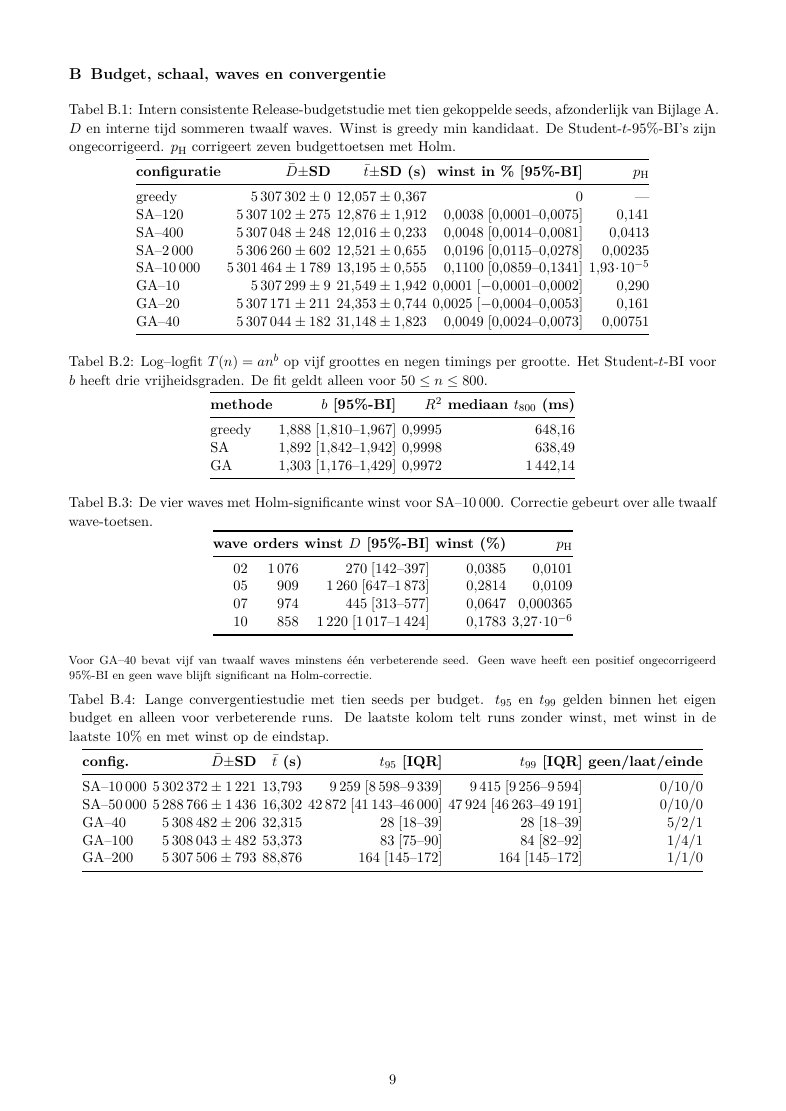 B Budget, schaal, waves en convergentie
Tabel B.1: Intern consistente Release-budgetstudie met tien gekoppelde seeds, afzonderlijk van Bijlage A.
D en interne tijd sommeren twaalf waves. Winst is greedy min kandidaat. De Student-t-95%-BI's zijn
ongecorrigeerd. pH corrigeert zeven budgettoetsen met Holm.
configuratie D̄±SD t̄±SD (s) winst in % [95%-BI] pH
greedy 5 307 302 ± 0 12,057 ± 0,367 0 —
SA–120 5 307 102 ± 275 12,876 ± 1,912 0,0038 [0,0001–0,0075] 0,141
SA–400 5 307 048 ± 248 12,016 ± 0,233 0,0048 [0,0014–0,0081] 0,0413
SA–2 000 5 306 260 ± 602 12,521 ± 0,655 0,0196 [0,0115–0,0278] 0,00235
SA–10 000 5 301 464 ± 1 789 13,195 ± 0,555 0,1100 [0,0859–0,1341] 1,93·10⁻⁵
GA–10 5 307 299 ± 9 21,549 ± 1,942 0,0001 [−0,0001–0,0002] 0,290
GA–20 5 307 171 ± 211 24,353 ± 0,744 0,0025 [−0,0004–0,0053] 0,161
GA–40 5 307 044 ± 182 31,148 ± 1,823 0,0049 [0,0024–0,0073] 0,00751
Tabel B.2: Log–logfit T(n) = anᵇ op vijf groottes en negen timings per grootte. Het Student-t-BI voor
b heeft drie vrijheidsgraden. De fit geldt alleen voor 50 ≤ n ≤ 800.
methode b [95%-BI] R² mediaan t₈₀₀ (ms)
greedy 1,888 [1,810–1,967] 0,9995 648,16
SA 1,892 [1,842–1,942] 0,9998 638,49
GA 1,303 [1,176–1,429] 0,9972 1 442,14
Tabel B.3: De vier waves met Holm-significante winst voor SA–10 000. Correctie gebeurt over alle twaalf
wave-toetsen.
wave orders winst D [95%-BI] winst (%) pH
02 1 076 270 [142–397] 0,0385 0,0101
05 909 1 260 [647–1 873] 0,2814 0,0109
07 974 445 [313–577] 0,0647 0,000365
10 858 1 220 [1 017–1 424] 0,1783 3,27·10⁻⁶
Voor GA–40 bevat vijf van twaalf waves minstens één verbeterende seed. Geen wave heeft een positief ongecorrigeerd
95%-BI en geen wave blijft significant na Holm-correctie.
Tabel B.4: Lange convergentiestudie met tien seeds per budget. t₉₅ en t₉₉ gelden binnen het eigen
budget en alleen voor verbeterende runs. De laatste kolom telt runs zonder winst, met winst in de
laatste 10% en met winst op de eindstap.
config. D̄±SD t̄ (s) t₉₅ [IQR] t₉₉ [IQR] geen/laat/einde
SA–10 000 5 302 372 ± 1 221 13,793 9 259 [8 598–9 339] 9 415 [9 256–9 594] 0/10/0
SA–50 000 5 288 766 ± 1 436 16,302 42 872 [41 143–46 000] 47 924 [46 263–49 191] 0/10/0
GA–40 5 308 482 ± 206 32,315 28 [18–39] 28 [18–39] 5/2/1
GA–100 5 308 043 ± 482 53,373 83 [75–90] 84 [82–92] 1/4/1
GA–200 5 307 506 ± 793 88,876 164 [145–172] 164 [145–172] 1/1/0
9